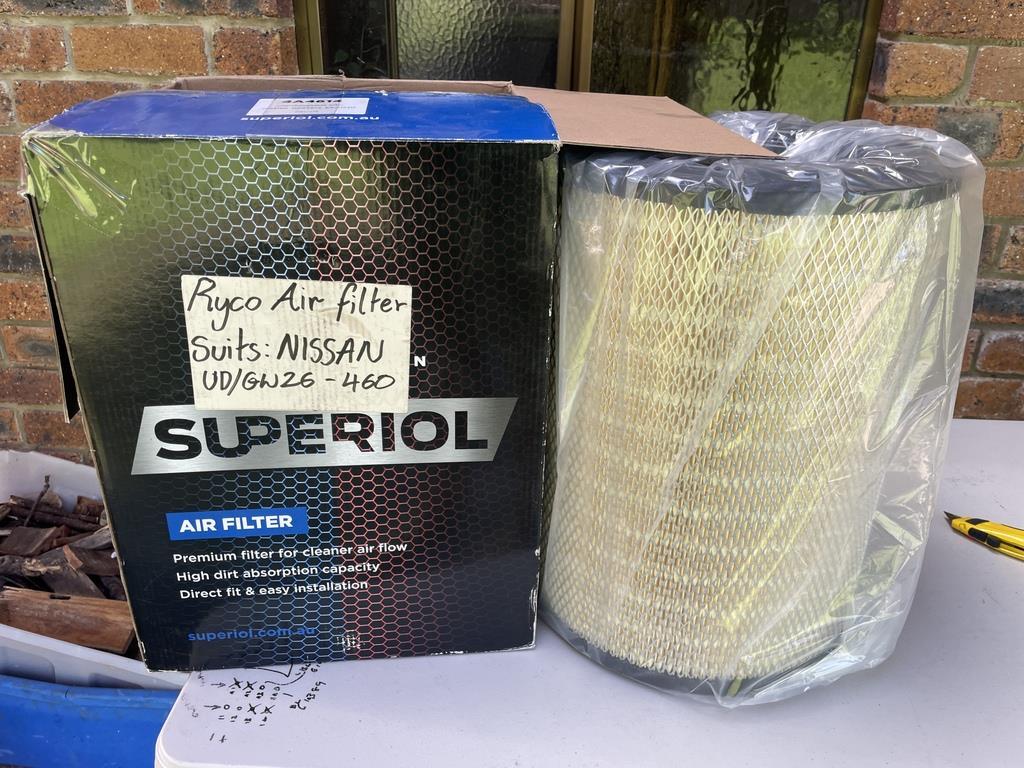 SA4614
superiol.com.au
Ryco Air filter
Suits: NISSAN
UD/GW26-460
N
SUPERIOL
AIR FILTER
Premium filter for cleaner air flow
High dirt absorption capacity
Direct fit & easy installation
superiol.com.au